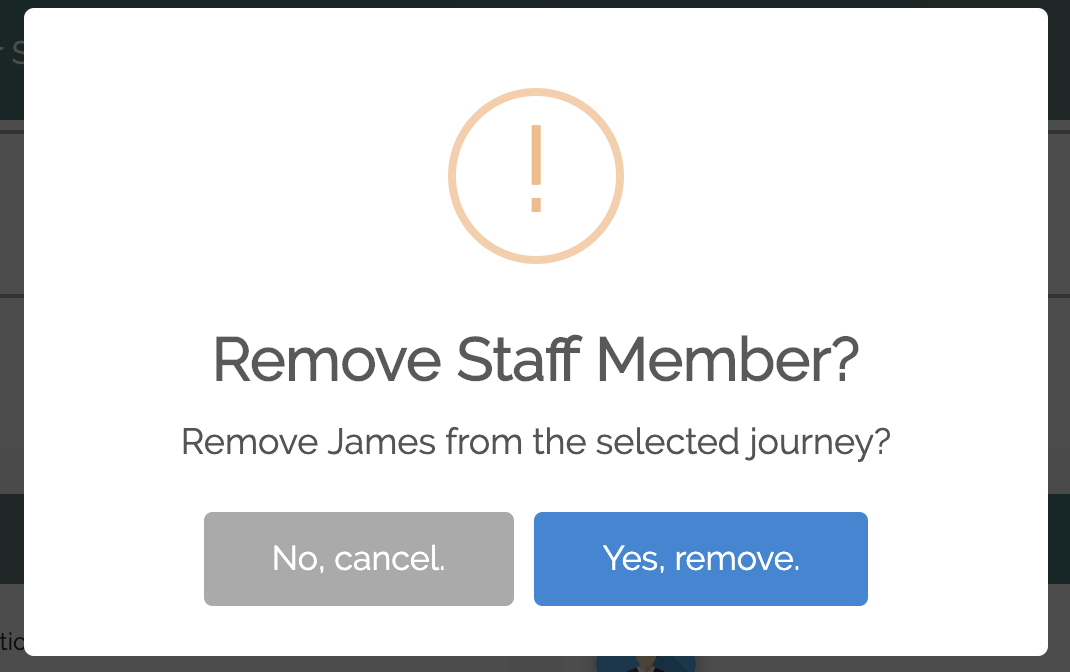 !
Remove Staff Member?
Remove James from the selected journey?
No, cancel.
Yes, remove.